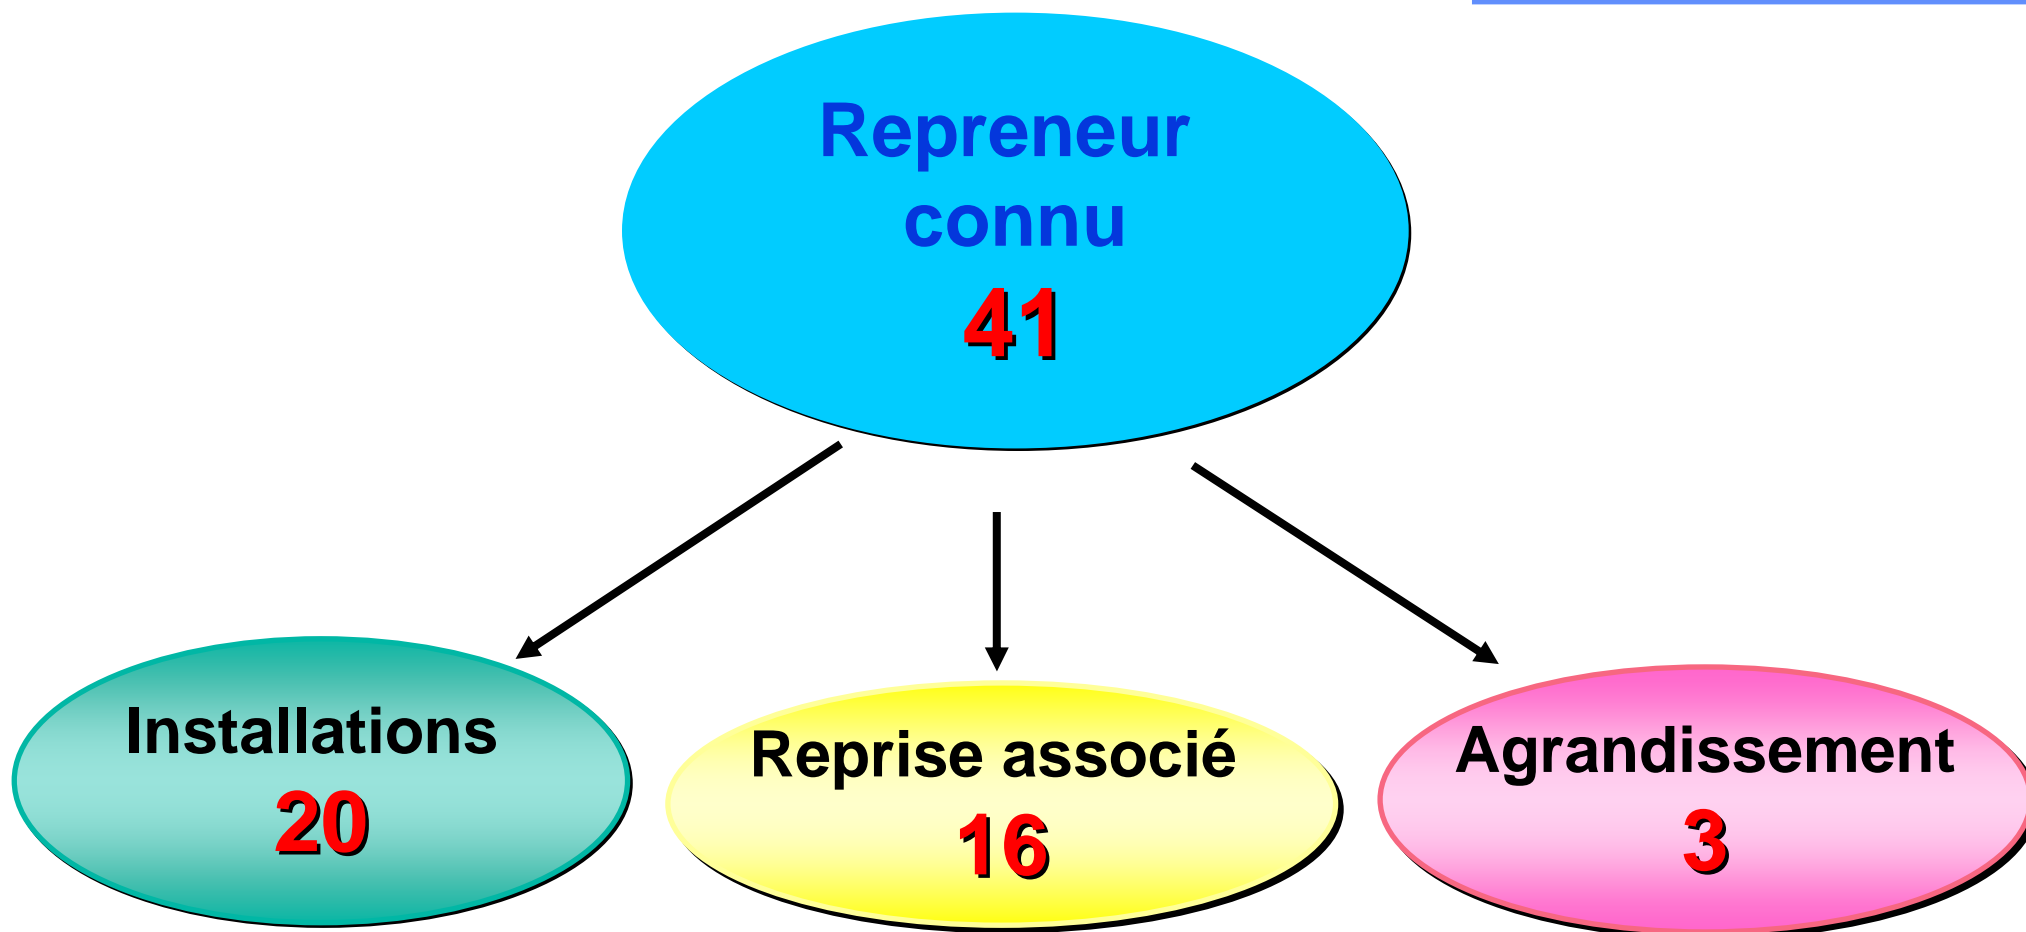 Repreneur
connu
41
Installations
20
Reprise associé
16
Agrandissement
3